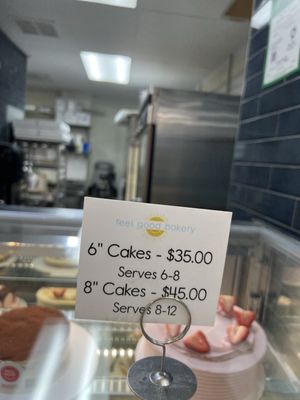 feel good bakery
6" Cakes - $35.00
Serves 6-8
8" Cakes - $45.00
Serves 8-12